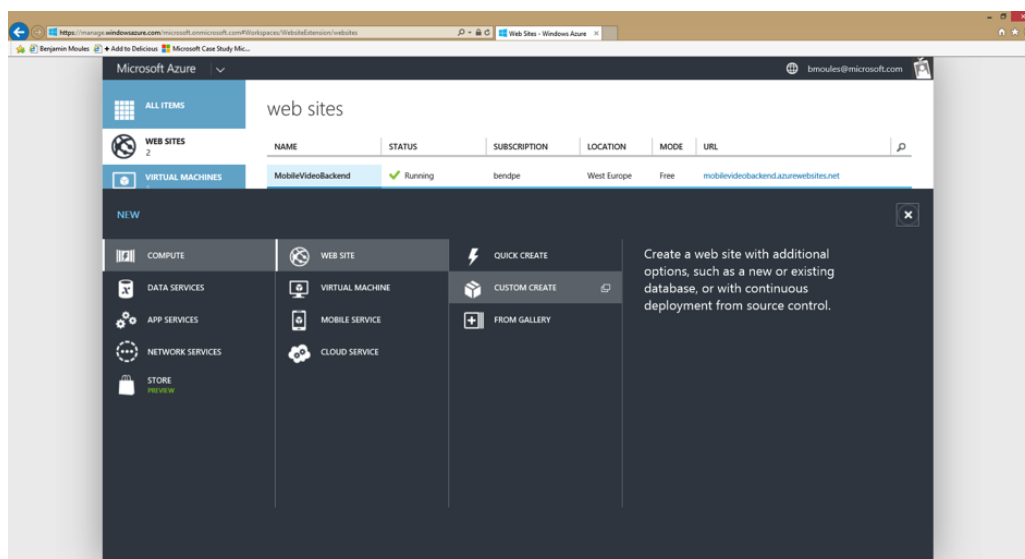 https://manage.windowsazure.com/microsoft.onmicrosoft.com#Workspaces/WebsiteExtension/websites
Web Sites - Windows Azure
Benjamin Moules
Add to Delicious
Microsoft Case Study Mic...
Microsoft Azure
bmoules@microsoft.com
ALL ITEMS
web sites
WEB SITES
2
NAME STATUS SUBSCRIPTION LOCATION MODE URL
VIRTUAL MACHINES
MobileVideoBackend Running bendpe West Europe Free mobilevideobackend.azurewebsites.net
NEW
COMPUTE
DATA SERVICES
APP SERVICES
NETWORK SERVICES
STORE
PREVIEW
WEB SITE
VIRTUAL MACHINE
MOBILE SERVICE
CLOUD SERVICE
QUICK CREATE
CUSTOM CREATE
FROM GALLERY
Create a web site with additional
options, such as a new or existing
database, or with continuous
deployment from source control.